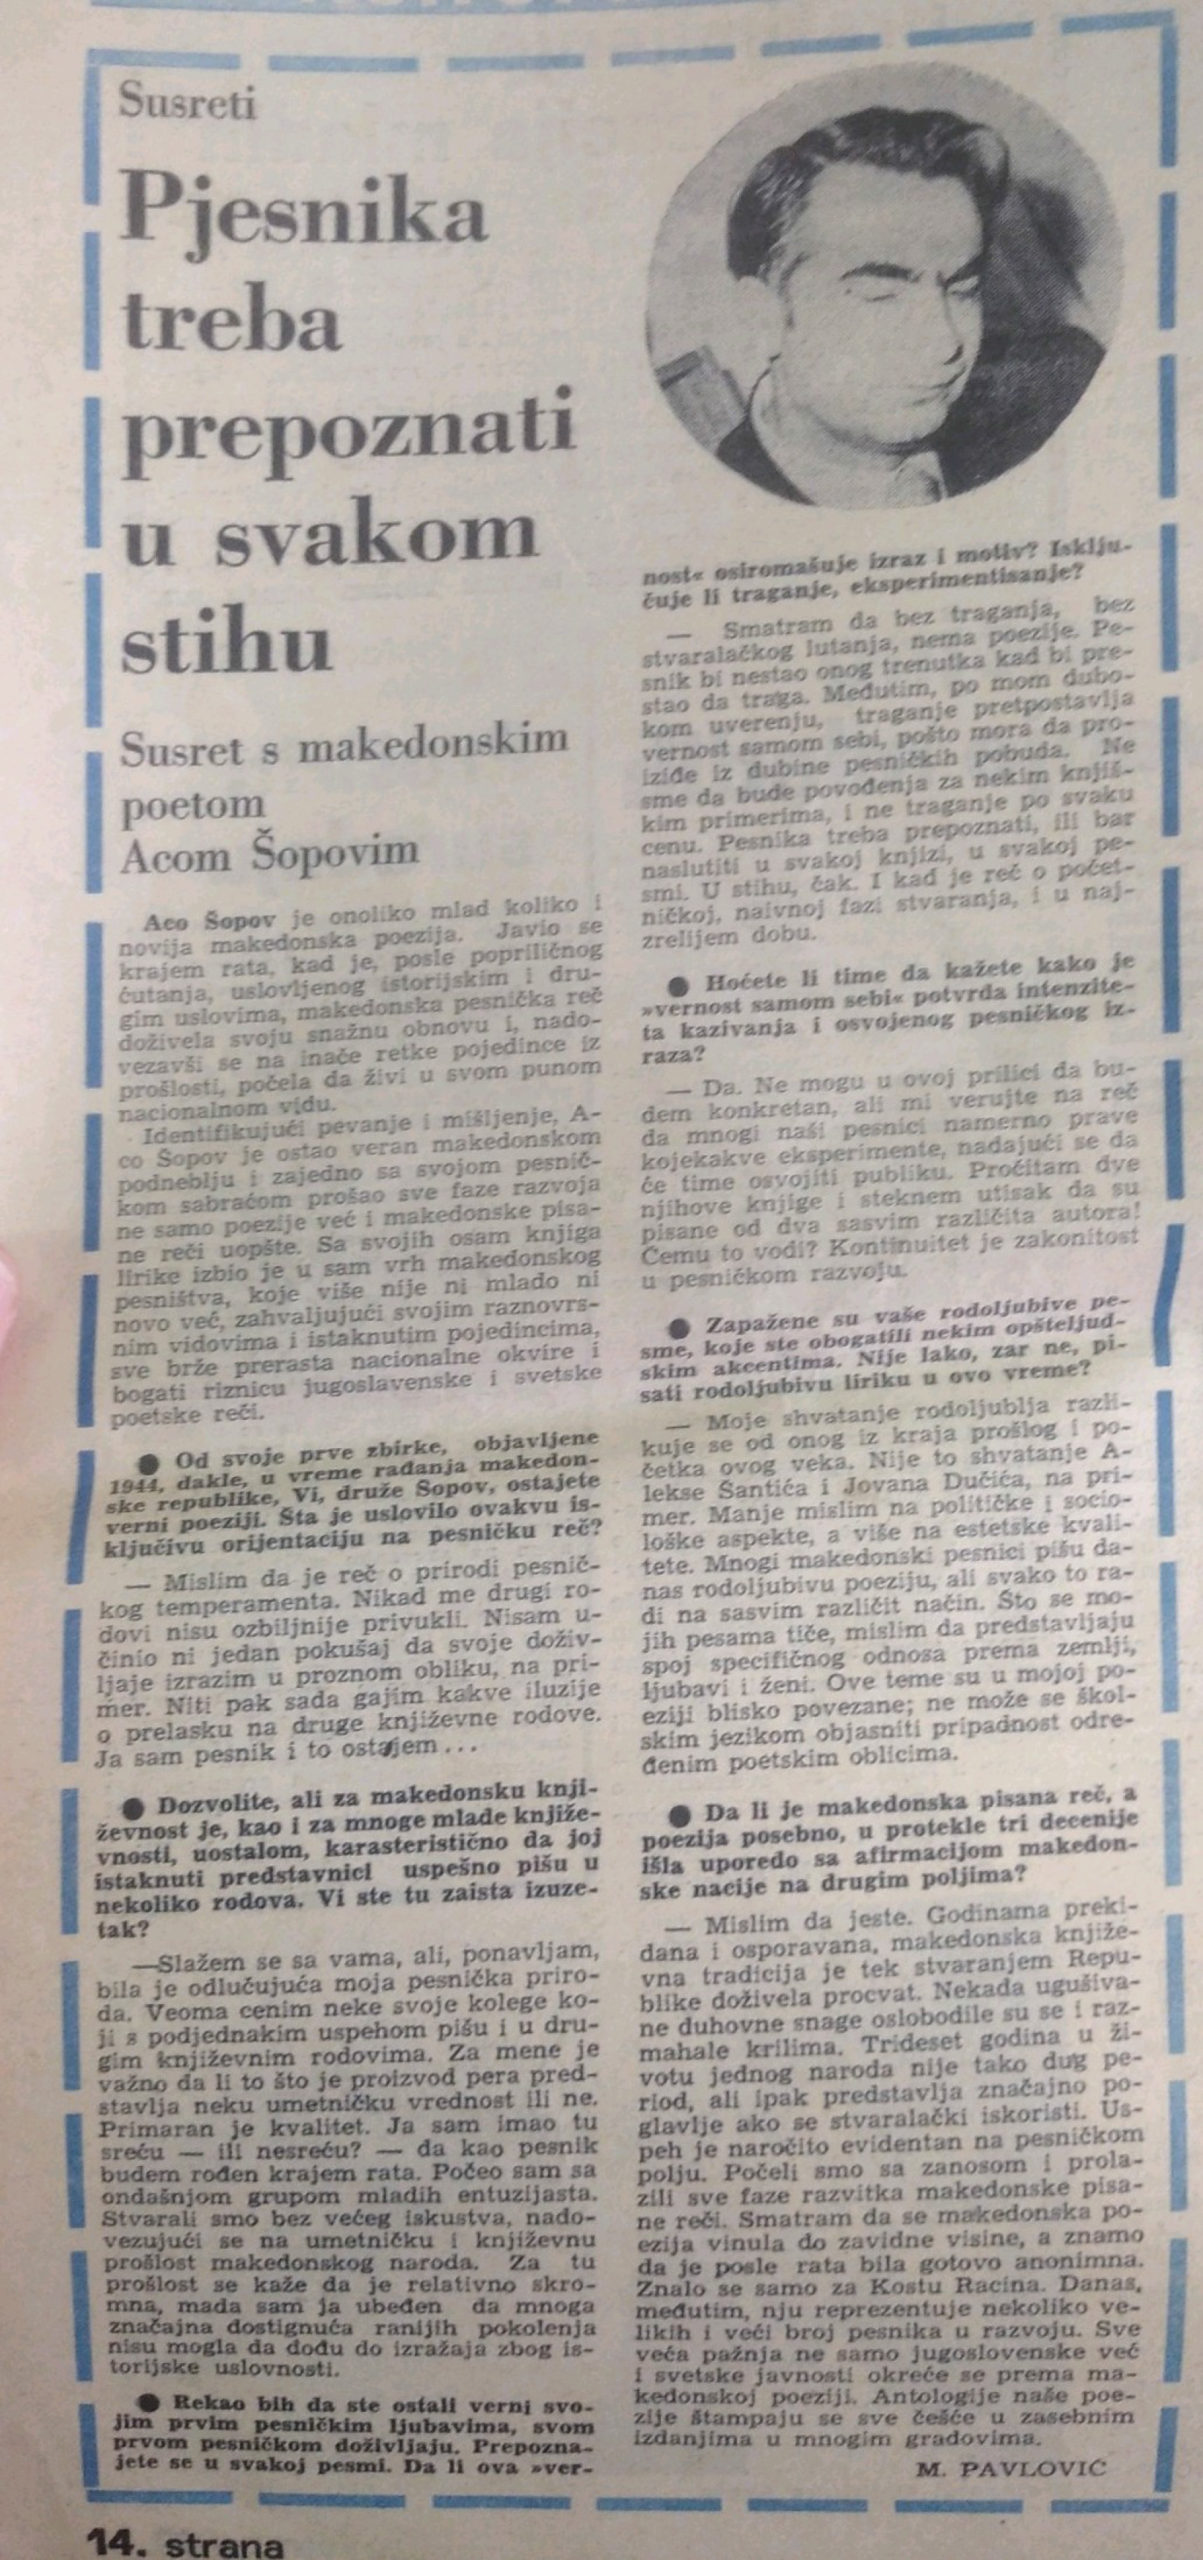 Susreti
Pjesnika
treba
prepoznati
u svakom
stihu
Susret s makedonskim
poetom
Acom Šopovim
Aco Šopov je onoliko mlad koliko i
novija makedonska poezija. Javio se
krajem rata, kad je, posle popriličnog
ćutanja, uslovljenog istorijskim i dru-
gim uslovima, makedonska pesnička reč
doživela svoju snažnu obnovu i, nado-
vezavši se na inače retke pojedince iz
prošlosti, počela da živi u svom punom
nacionalnom vidu.
Identifikujući pevanje i mišljenje, A-
co Šopov je ostao veran makedonskom
podneblju i zajedno sa svojom pesnič-
kom sabraćom prošao sve faze razvoja
ne samo poezije već i makedonske pisa-
ne reči uopšte. Sa svojih osam knjiga
lirike izbio je u sam vrh makedonskog
pesništva, koje više nije ni mlado ni
novo već, zahvaljujući svojim raznovrs-
nim vidovima i istaknutim pojedincima,
sve brže prerasta nacionalne okvire i
bogati riznicu jugoslavenske i svetske
poetske reči.
● Od svoje prve zbirke, objavljene
1944, dakle, u vreme rađanja makedon-
ske republike, Vi, druže Šopov, ostajete
verni poeziji. Šta je uslovilo ovakvu is-
ključivu orijentaciju na pesničku reč?
— Mislim da je reč o prirodi pesnič-
kog temperamenta. Nikad me drugi ro-
dovi nisu ozbiljnije privukli. Nisam u-
činio ni jedan pokušaj da svoje doživ-
ljaje izrazim u proznom obliku, na pri-
mer. Niti pak sada gajim kakve iluzije
o prelasku na druge književne rodove.
Ja sam pesnik i to ostajem...
● Dozvolite, ali za makedonsku knji-
ževnost je, kao i za mnoge mlade književ-
vnosti, uostalom, karasteristično da joj
istaknuti predstavnici uspešno pišu u
nekoliko rodova. Vi ste tu zaista izuze-
tak?
—Slažem se sa vama, ali, ponavljam,
bila je odlučujuća moja pesnička priro-
da. Veoma cenim neke svoje kolege ko-
ji s podjednakim uspehom pišu i u dru-
gim književnim rodovima. Za mene je
važno da li to što je proizvod pera pred-
stavlja neku umetničku vrednost ili ne.
Primaran je kvalitet. Ja sam imao tu
sreću — ili nesreću? — da kao pesnik
budem rođen krajem rata. Počeo sam sa
ondašnjom grupom mladih entuzijasta.
Stvarali smo bez većeg iskustva, nado-
vezujući se na umetničku i književnu
prošlost makedonskog naroda. Za tu
prošlost se kaže da je relativno skro-
mna, mada sam ja ubeđen da mnoga
značajna dostignuća ranijih pokolenja
nisu mogla da dođu do izražaja zbog is-
torijske uslovnosti.
● Rekao bih da ste ostali verni svo-
jim prvim pesničkim ljubavima, svom
prvom pesničkom doživljaju. Prepozna-
jete se u svakoj pesmi. Da li ova »ver-
nost« osiromašuje izraz i motiv? Isklju-
čuje li traganje, eksperimentisanje?
— Smatram da bez traganja, bez
stvaralačkog lutanja, nema poezije. Pe-
snik bi nestao onog trenutka kad bi pre-
stao da traga. Međutim, po mom dubo-
kom uverenju, traganje pretpostavlja
vernost samom sebi, pošto mora da pro-
iziđe iz dubine pesničkih pobuda. Ne
sme da bude povođenja za nekim knjiš-
kim primerima, i ne traganje po svaku
cenu. Pesnika treba prepoznati, ili bar
naslutiti u svakoj knjizi, u svakoj pe-
smi. U stihu, čak. I kad je reč o počet-
ničkoj, naivnoj fazi stvaranja, i u naj-
zrelijem dobu.
● Hoćete li time da kažete kako je
»vernost samom sebi« potvrda intenzite-
ta kazivanja i osvojenog pesničkog iz-
raza?
— Da. Ne mogu u ovoj prilici da bu-
dem konkretan, ali mi verujte na reč
da mnogi naši pesnici namerno prave
kojekakve eksperimente, nadajući se da
će time osvojiti publiku. Pročitam dve
njihove knjige i steknem utisak da su
pisane od dva sasvim različita autora!
Čemu to vodi? Kontinuitet je zakonitost
u pesničkom razvoju.
● Zapažene su vaše rodoljubive pe-
sme, koje ste obogatili nekim opšteljud-
skim akcentima. Nije lako, zar ne, pi-
sati rodoljubivu liriku u ovo vreme?
— Moje shvatanje rodoljublja razli-
kuje se od onog iz kraja prošlog i po-
četka ovog veka. Nije to shvatanje A-
lekse Šantića i Jovana Dučića, na pri-
mer. Manje mislim na političke i socio-
loške aspekte, a više na estetske kvali-
tete. Mnogi makedonski pesnici pišu da-
nas rodoljubivu poeziju, ali svako to ra-
di na sasvim različit način. Što se mo-
jih pesama tiče, mislim da predstavljaju
spoj specifičnog odnosa prema zemlji,
ljubavi i ženi. Ove teme su u mojoj po-
eziji blisko povezane; ne može se škol-
skim jezikom objasniti pripadnost odre-
đenim poetskim oblicima.
● Da li je makedonska pisana reč, a
poezija posebno, u protekle tri decenije
išla uporedo sa afirmacijom makedon-
ske nacije na drugim poljima?
— Mislim da jeste. Godinama preki-
dana i osporavana, makedonska knjiže-
vna tradicija je tek stvaranjem Repu-
blike doživela procvat. Nekada ugušiva-
ne duhovne snage oslobodile su se i raz-
mahale krilima. Trideset godina u ži-
votu jednog naroda nije tako dug pe-
riod, ali ipak predstavlja značajno po-
glavlje ako se stvaralački iskoristi. Us-
peh je naročito evidentan na pesničkom
polju. Počeli smo sa zanosom i prola-
zili sve faze razvitka makedonske pisa-
ne reči. Smatram da se makedonska po-
ezija vinula do zavidne visine, a znamo
da je posle rata bila gotovo anonimna.
Znalo se samo za Kostu Racina. Danas,
međutim, nju reprezentuje nekoliko ve-
likih i veći broj pesnika u razvoju. Sve
veća pažnja ne samo jugoslovenske već
i svetske javnosti okreće se prema ma-
kedonskoj poeziji. Antologije naše poe-
zije štampaju se sve češće u zasebnim
izdanjima u mnogim gradovima.
M. PAVLOVIĆ
14. strana